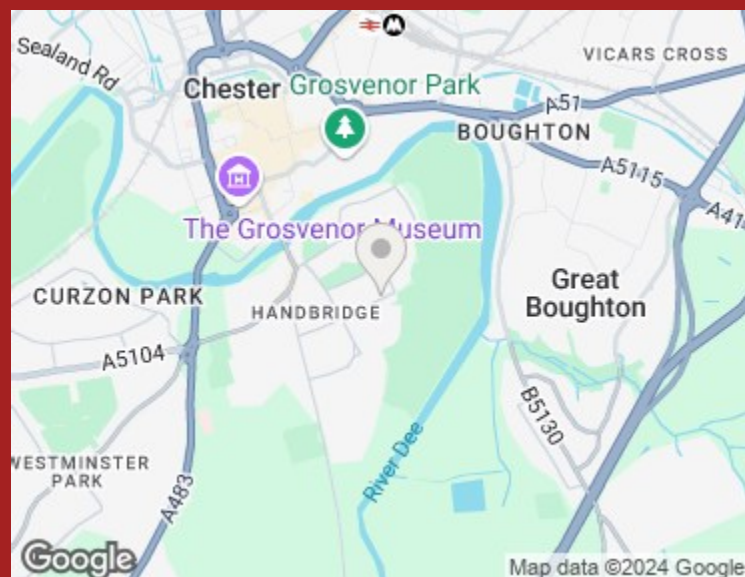 Sealand Rd
VICARS CROSS
Chester
Grosvenor Park
A51
BOUGHTON
A5115
A41
The Grosvenor Museum
CURZON PARK
Great
Boughton
HANDBRIDGE
A5104
B5130
WESTMINSTER
PARK
A483
River Dee
Google
Map data ©2024 Google